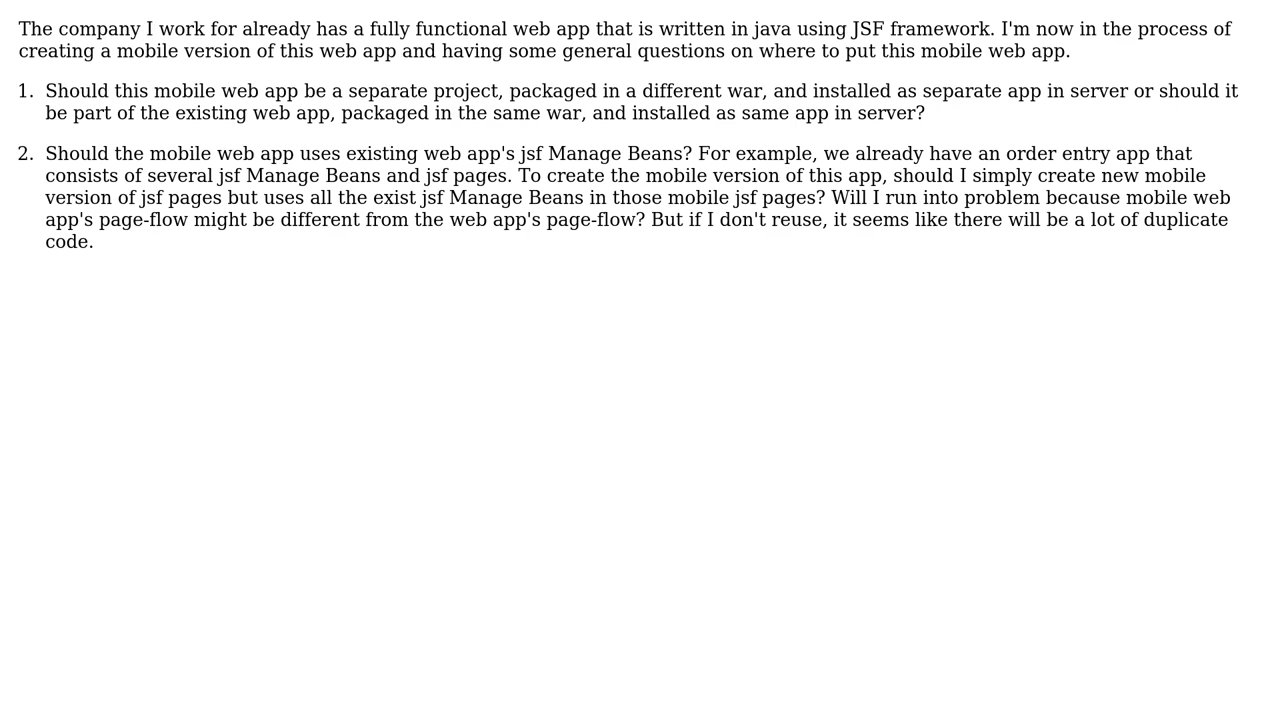 The company I work for already has a fully functional web app that is written in java using JSF framework. I'm now in the process of
creating a mobile version of this web app and having some general questions on where to put this mobile web app.
1. Should this mobile web app be a separate project, packaged in a different war, and installed as separate app in server or should it
be part of the existing web app, packaged in the same war, and installed as same app in server?
2. Should the mobile web app uses existing web app's jsf Manage Beans? For example, we already have an order entry app that
consists of several jsf Manage Beans and jsf pages. To create the mobile version of this app, should I simply create new mobile
version of jsf pages but uses all the exist jsf Manage Beans in those mobile jsf pages? Will I run into problem because mobile web
app's page-flow might be different from the web app's page-flow? But if I don't reuse, it seems like there will be a lot of duplicate
code.